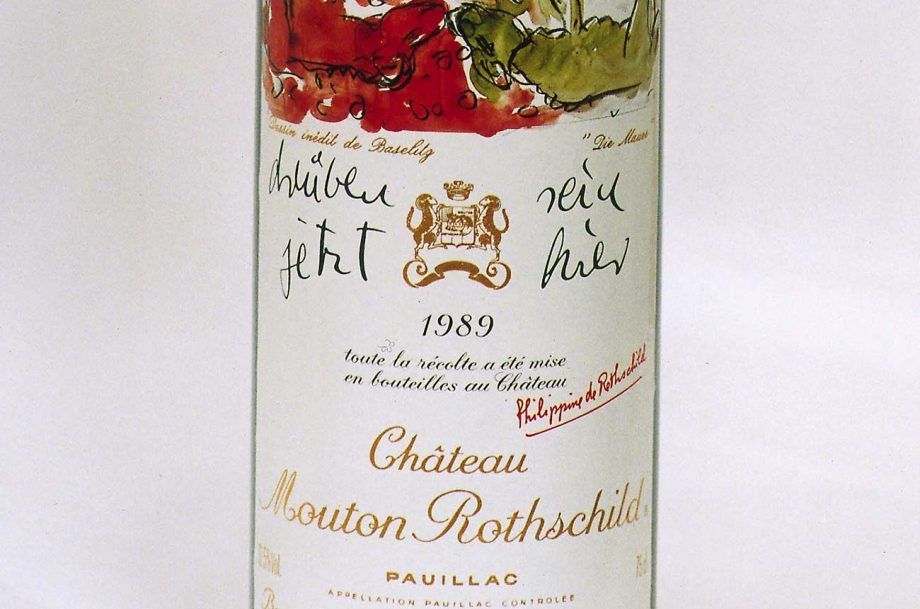 Dessin inédit de Baselitz
"Die Mauer
drüben sein
jetzt hier
1989
toute la récolte a été mise
en bouteilles au Château
Philippine de Rothschild
Château
Mouton Rothschild
PAUILLAC
APPELLATION PAUILLAC CONTROLÉE